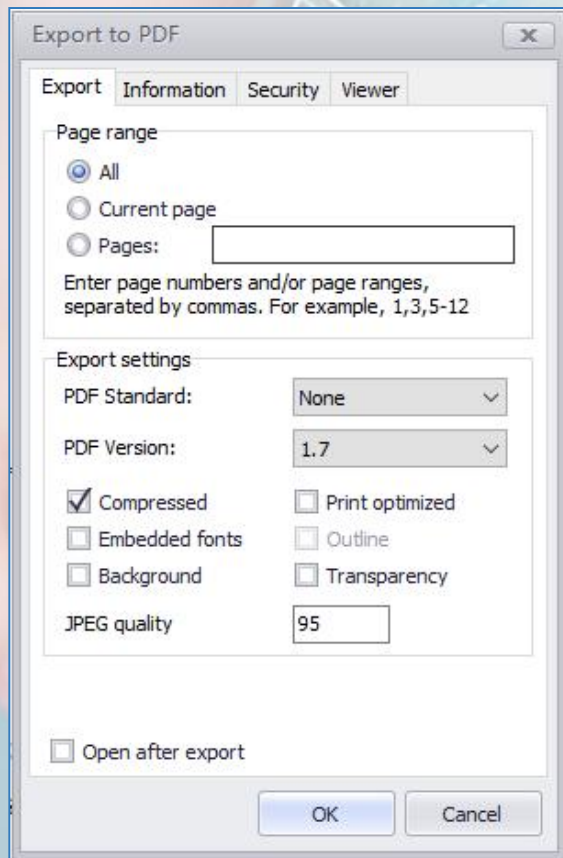 Export to PDF
Export Information Security Viewer
Page range
All
Current page
Pages:
Enter page numbers and/or page ranges,
separated by commas. For example, 1,3,5-12
Export settings
PDF Standard: None
PDF Version: 1.7
Compressed Print optimized
Embedded fonts Outline
Background Transparency
JPEG quality 95
Open after export
OK Cancel